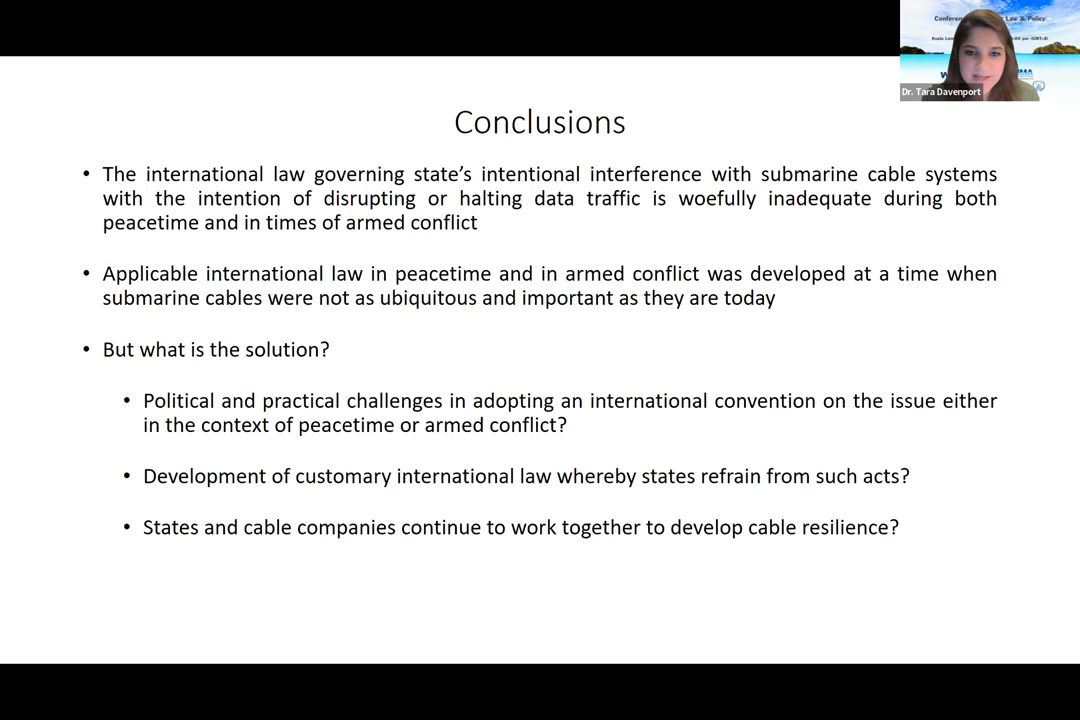 Conferen
Law & Policy
Dr. Tara Davenport
Conclusions
• The international law governing state's intentional interference with submarine cable systems
with the intention of disrupting or halting data traffic is woefully inadequate during both
peacetime and in times of armed conflict
• Applicable international law in peacetime and in armed conflict was developed at a time when
submarine cables were not as ubiquitous and important as they are today
• But what is the solution?
• Political and practical challenges in adopting an international convention on the issue either
in the context of peacetime or armed conflict?
• Development of customary international law whereby states refrain from such acts?
• States and cable companies continue to work together to develop cable resilience?